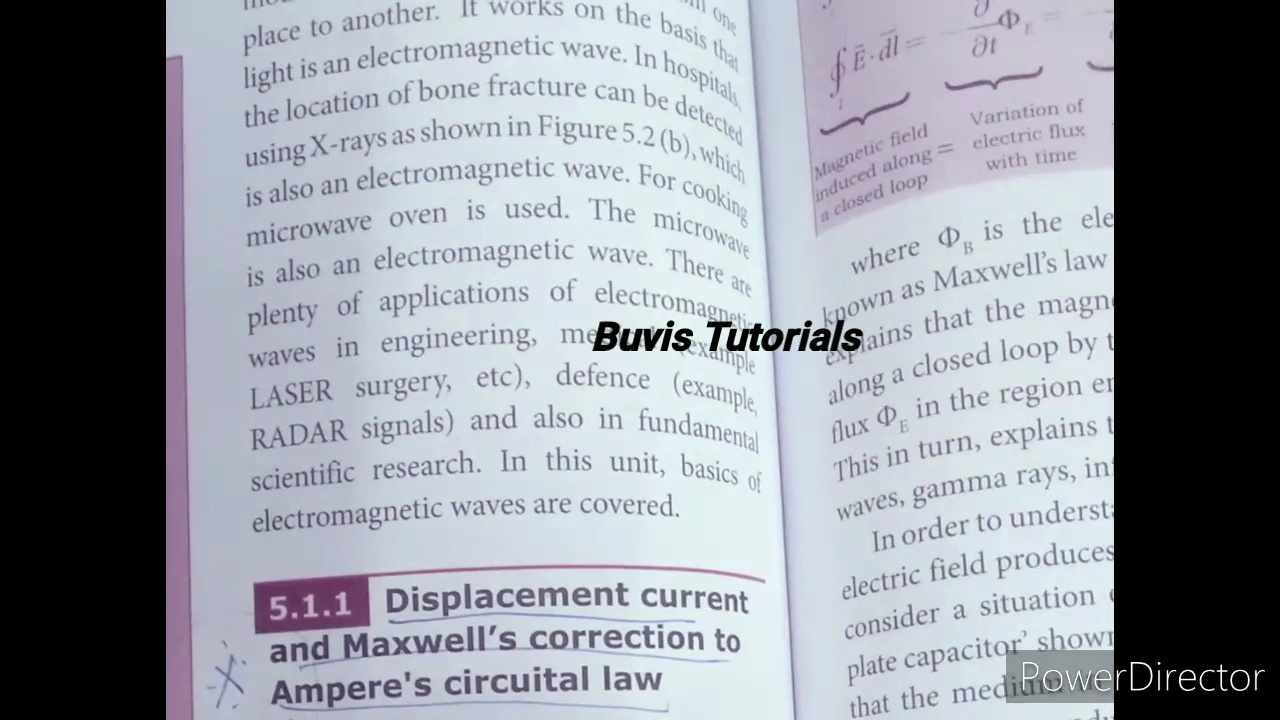 place to another. It works on the basis that
light is an electromagnetic wave. In hospitals,
the location of bone fracture can be detected
using X-rays as shown in Figure 5.2 (b), which
is also an electromagnetic wave. For cooking
microwave oven is used. The microwave
is also an electromagnetic wave. There are
plenty of applications of electromagnetic
waves in engineering, (example
LASER surgery, etc), defence (example,
RADAR signals) and also in fundamental
scientific research. In this unit, basics of
electromagnetic waves are covered.
5.1.1 Displacement current
and Maxwell's correction to
Ampere's circuital law
∮ E⃗ · dl⃗ = − ∂/∂t Φ_E =
Magnetic field
induced along =
a closed loop
Variation of
electric flux
with time
where Φ_B is the ele
known as Maxwell's law
explains that the magn
along a closed loop by t
flux Φ_E in the region en
This in turn, explains t
waves, gamma rays, in
In order to underst
electric field produces
consider a situation
plate capacitor' shown
that the medium
Buvis Tutorials
PowerDirector